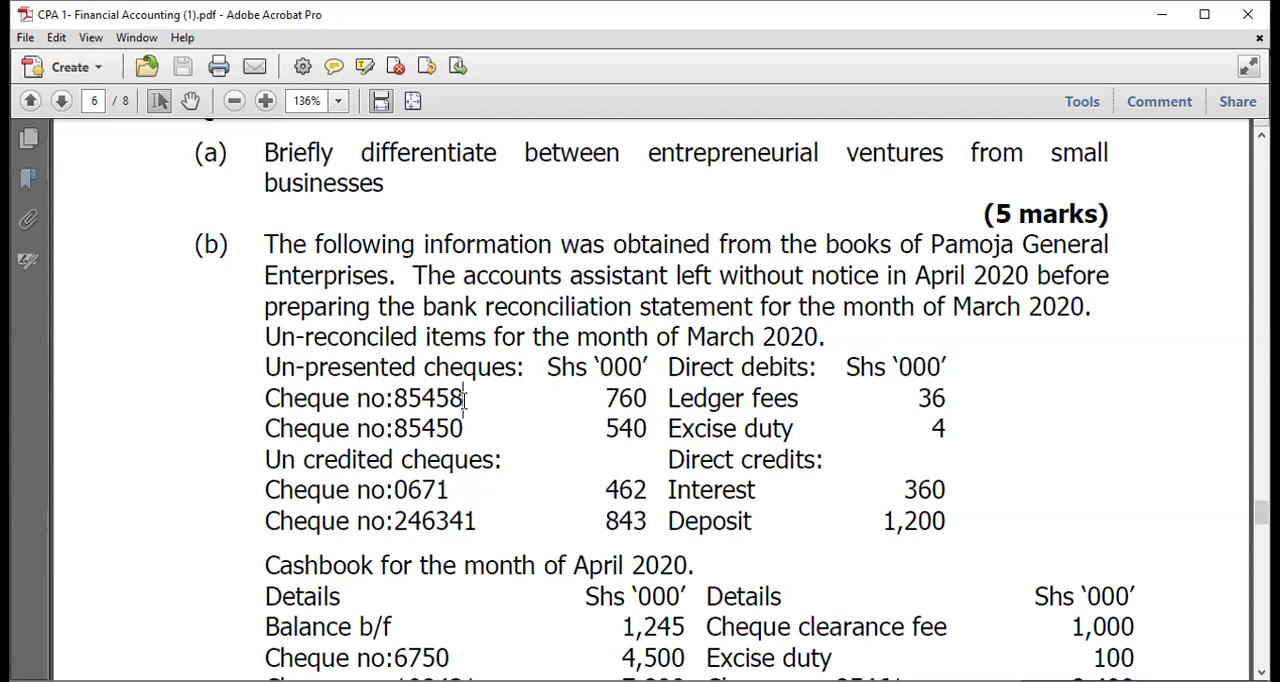 CPA 1- Financial Accounting (1).pdf - Adobe Acrobat Pro
File Edit View Window Help
Create
6 / 8 136% Tools Comment Share
(a) Briefly differentiate between entrepreneurial ventures from small
businesses
(5 marks)
(b) The following information was obtained from the books of Pamoja General
Enterprises. The accounts assistant left without notice in April 2020 before
preparing the bank reconciliation statement for the month of March 2020.
Un-reconciled items for the month of March 2020.
Un-presented cheques: Shs ‘000’ Direct debits: Shs ‘000’
Cheque no:85458 760 Ledger fees 36
Cheque no:85450 540 Excise duty 4
Un credited cheques: Direct credits:
Cheque no:0671 462 Interest 360
Cheque no:246341 843 Deposit 1,200
Cashbook for the month of April 2020.
Details Shs ‘000’ Details Shs ‘000’
Balance b/f 1,245 Cheque clearance fee 1,000
Cheque no:6750 4,500 Excise duty 100